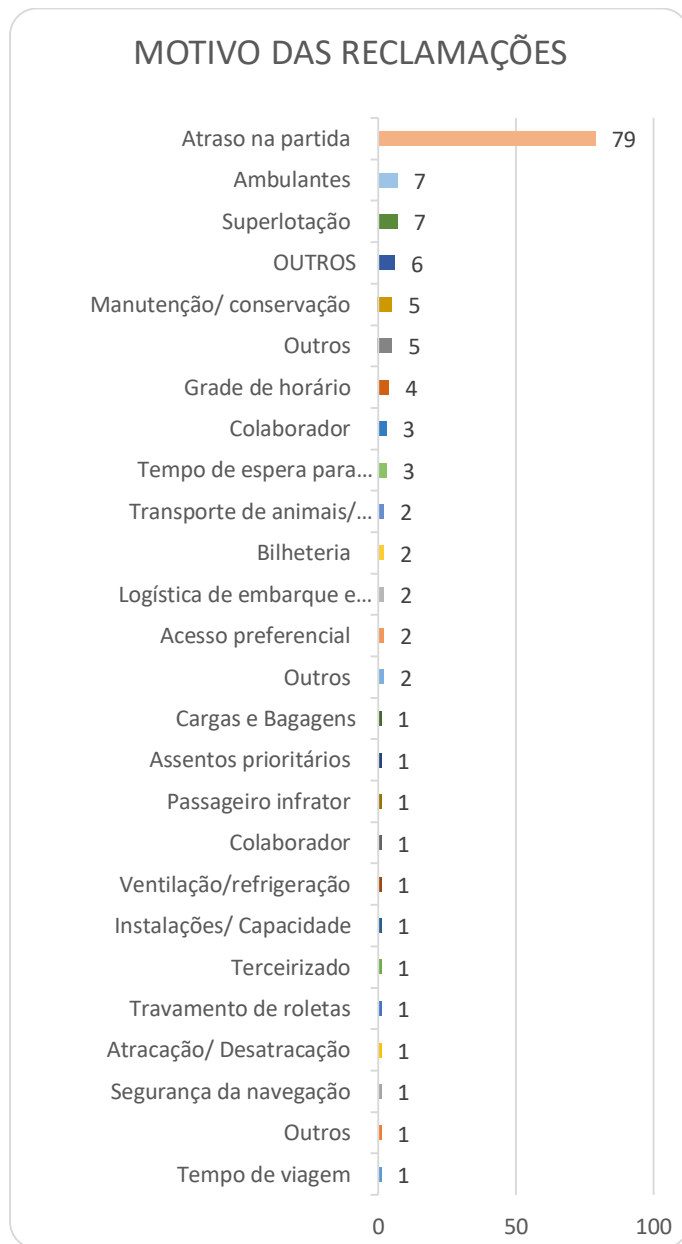 MOTIVO DAS RECLAMAÇÕES
Atraso na partida 79
Ambulantes 7
Superlotação 7
OUTROS 6
Manutenção/ conservação 5
Outros 5
Grade de horário 4
Colaborador 3
Tempo de espera para... 3
Transporte de animais/... 2
Bilheteria 2
Logística de embarque e... 2
Acesso preferencial 2
Outros 2
Cargas e Bagagens 1
Assentos prioritários 1
Passageiro infrator 1
Colaborador 1
Ventilação/refrigeração 1
Instalações/ Capacidade 1
Terceirizado 1
Travamento de roletas 1
Atracação/ Desatracação 1
Segurança da navegação 1
Outros 1
Tempo de viagem 1
0 50 100